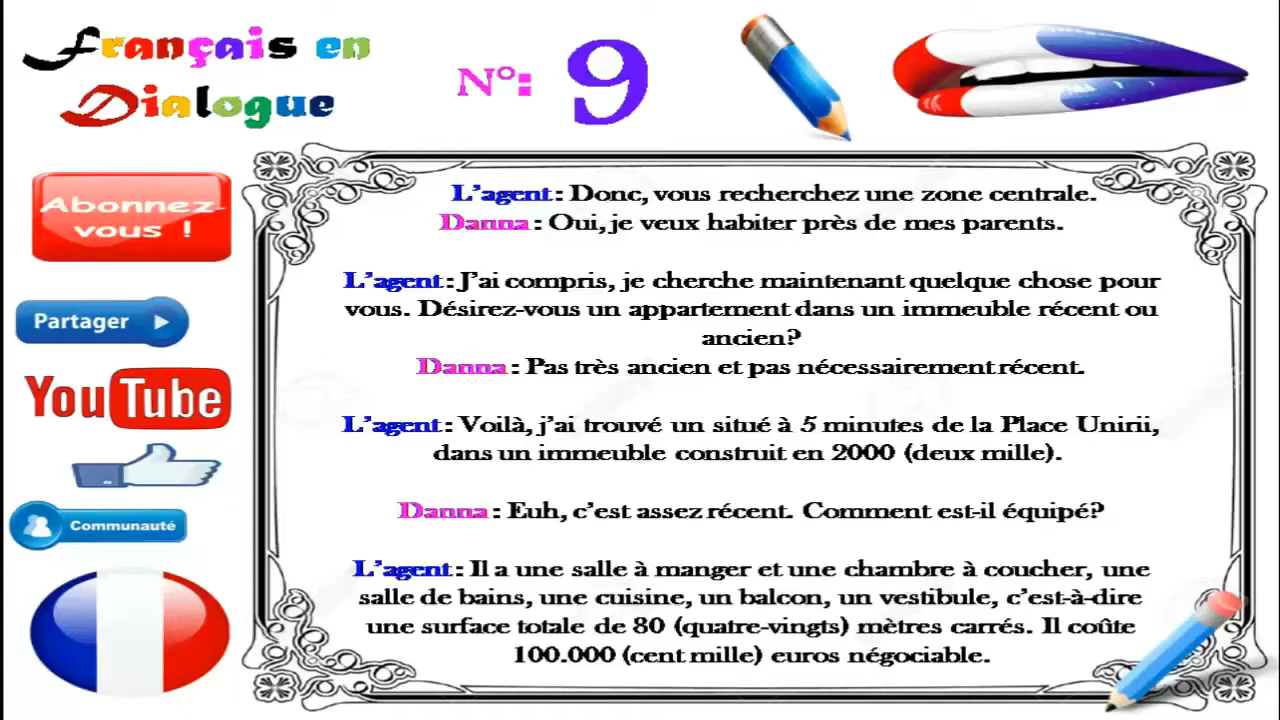 Français en
Dialogue
N°: 9
Abonnez-
vous !
Partager
YouTube
Communauté
L'agent : Donc, vous recherchez une zone centrale.
Danna : Oui, je veux habiter près de mes parents.
L'agent : J'ai compris, je cherche maintenant quelque chose pour
vous. Désirez-vous un appartement dans un immeuble récent ou
ancien?
Danna : Pas très ancien et pas nécessairement récent.
L'agent : Voilà, j'ai trouvé un situé à 5 minutes de la Place Unirii,
dans un immeuble construit en 2000 (deux mille).
Danna : Euh, c'est assez récent. Comment est-il équipé?
L'agent : Il a une salle à manger et une chambre à coucher, une
salle de bains, une cuisine, un balcon, un vestibule, c'est-à-dire
une surface totale de 80 (quatre-vingts) mètres carrés. Il coûte
100.000 (cent mille) euros négociable.